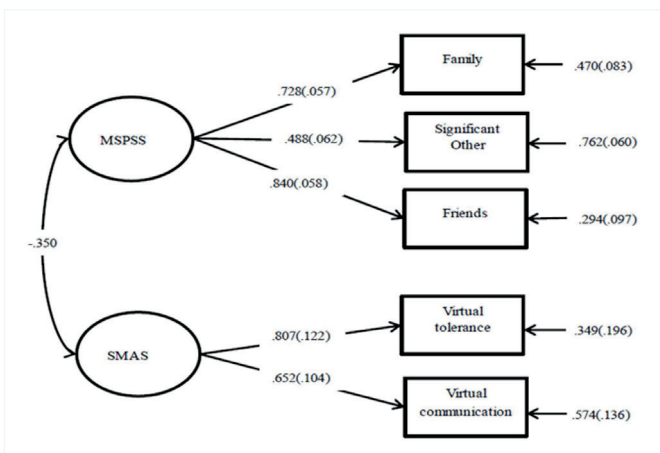 Family
.470(.083)
.728(.057)
MSPSS
.488(.062)
Significant
Other
.762(.060)
.840(.058)
Friends
.294(.097)
-.350
Virtual
tolerance
.349(.196)
.807(.122)
SMAS
.652(.104)
Virtual
communication
.574(.136)